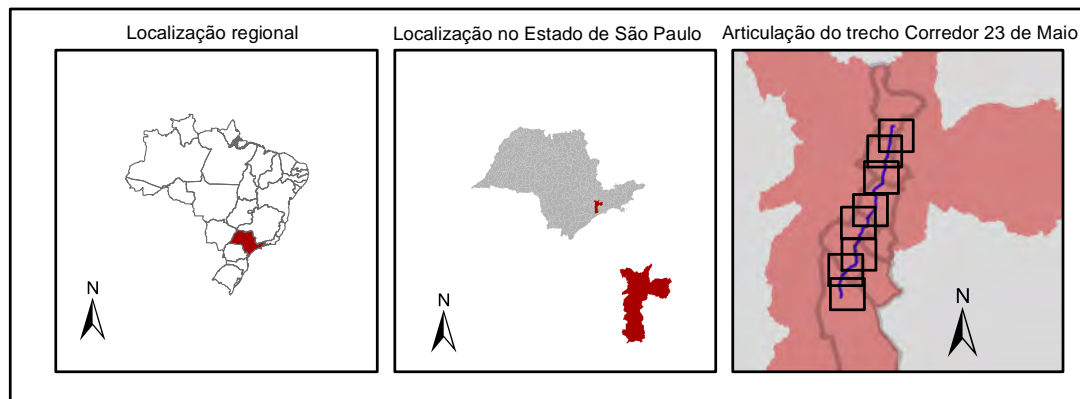 Localização regional
Localização no Estado de São Paulo
Articulação do trecho Corredor 23 de Maio
N
N
N